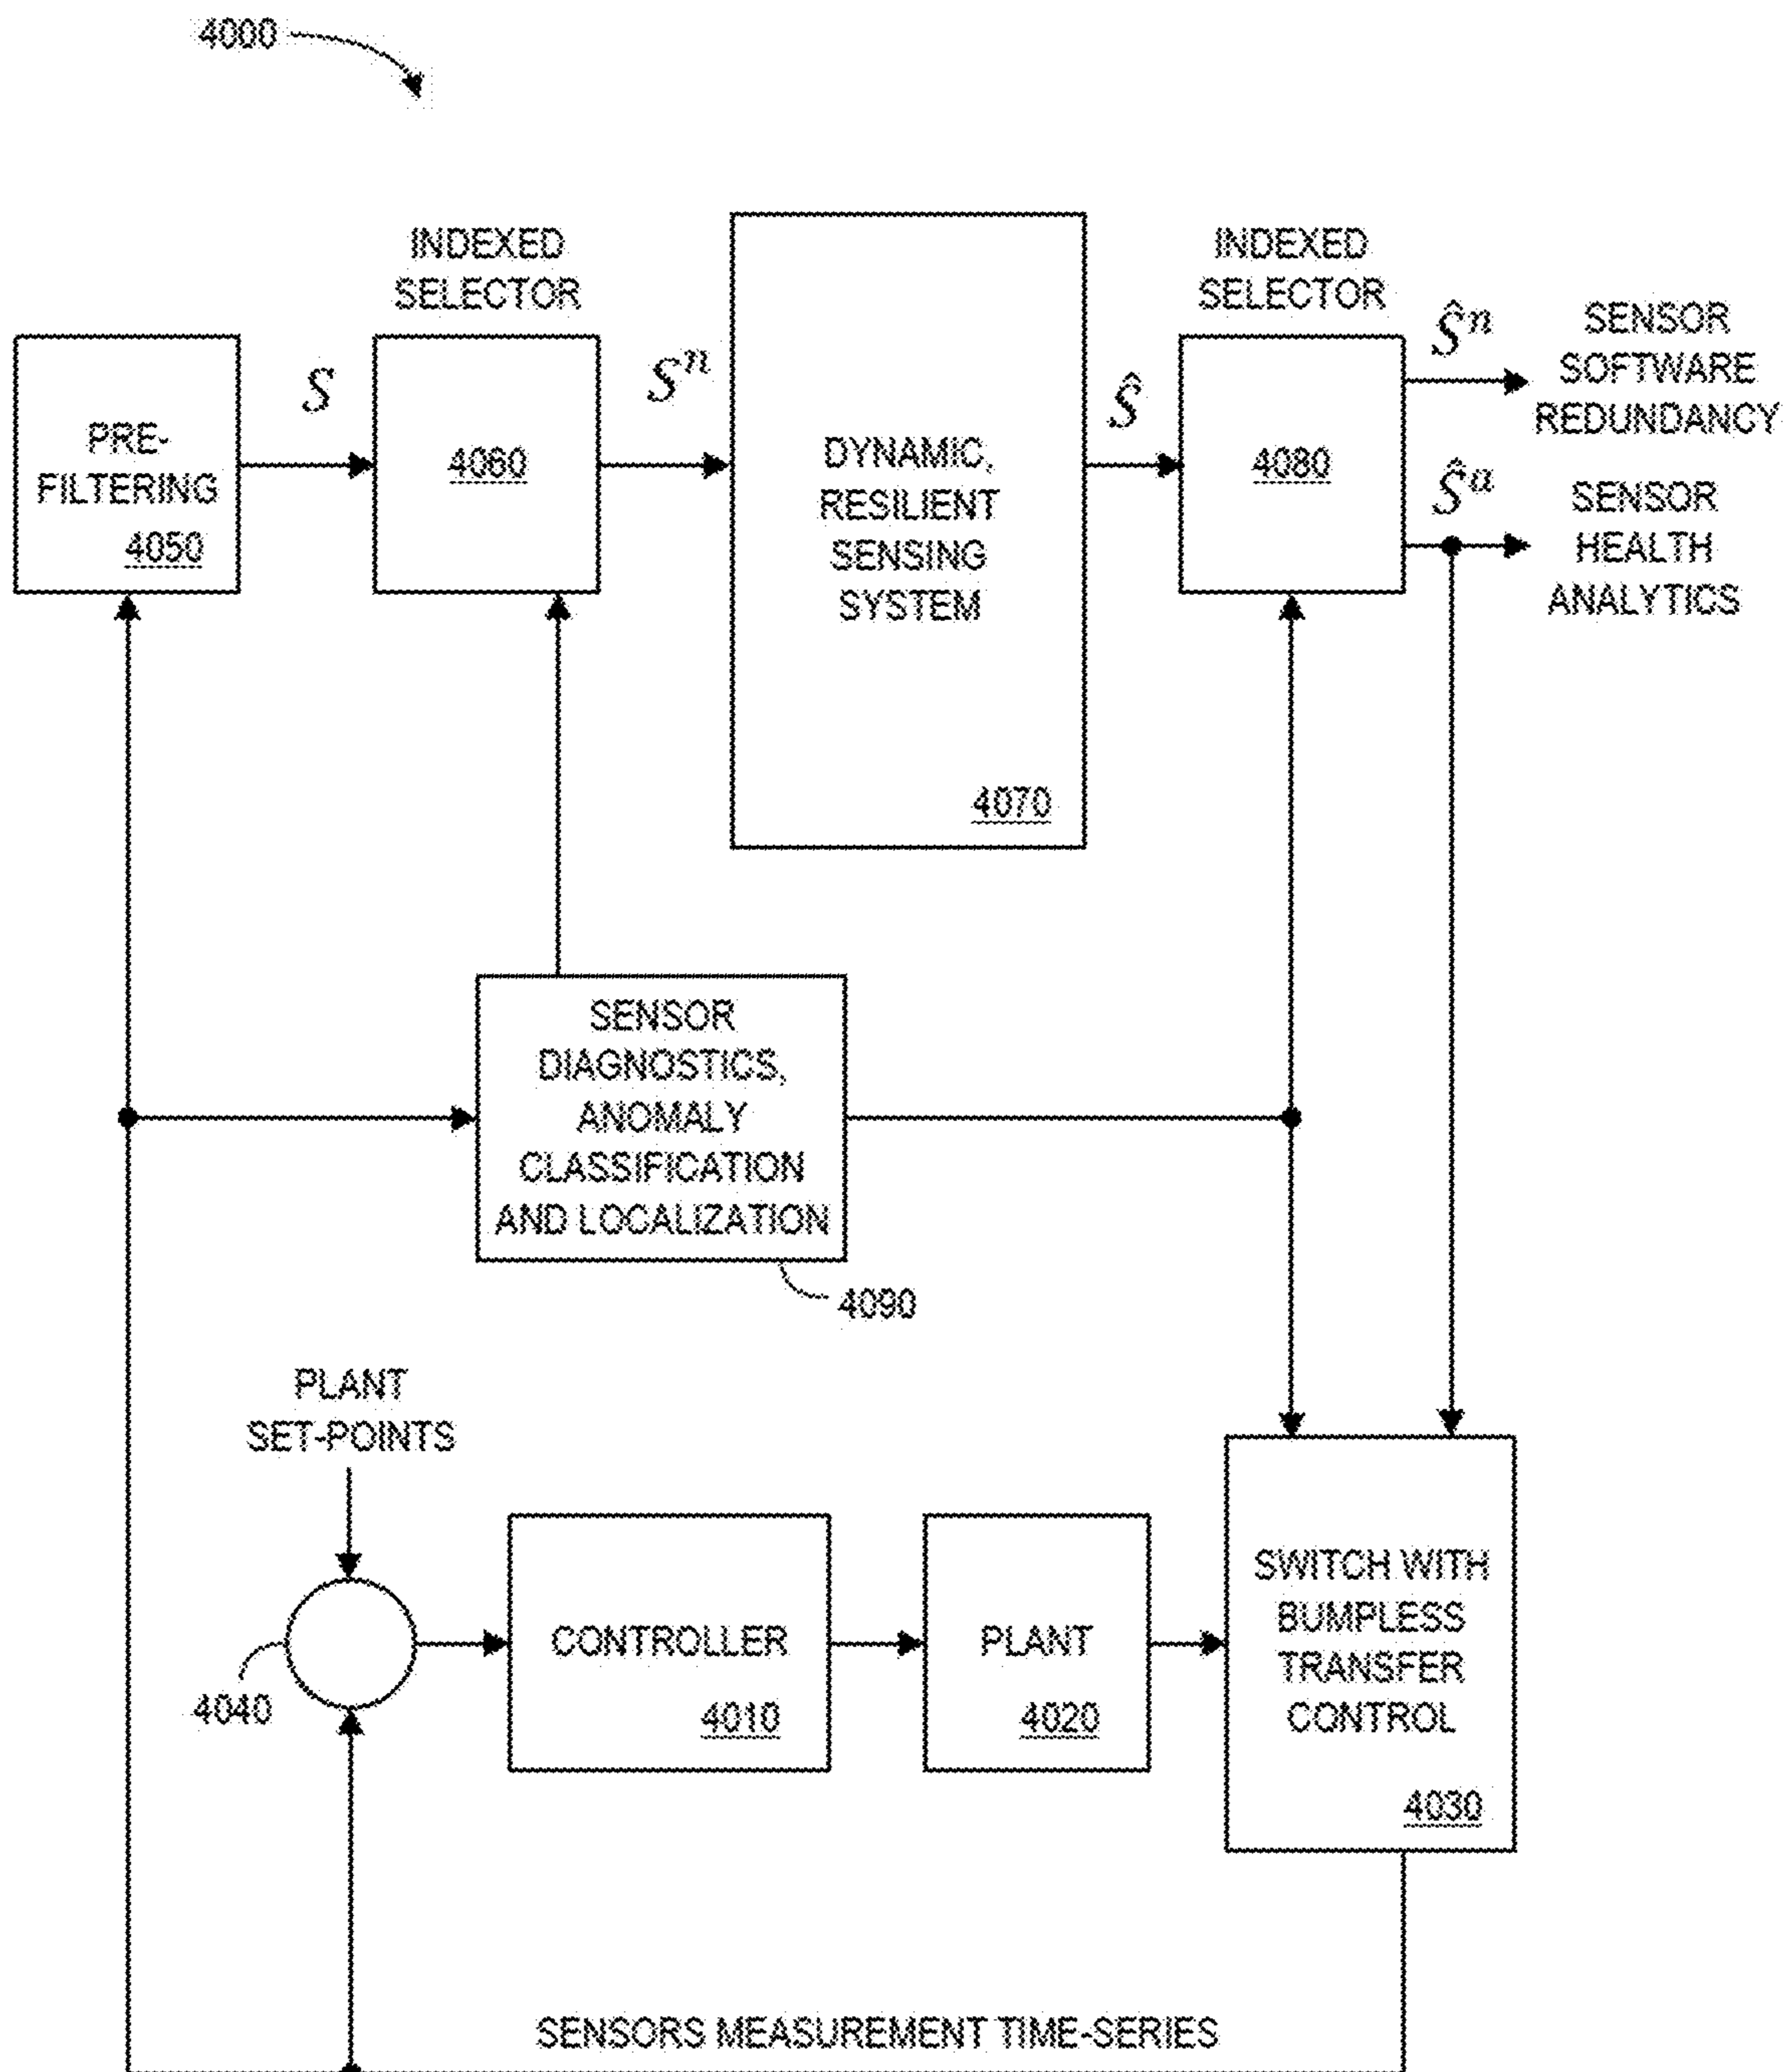 4000
INDEXED
SELECTOR
INDEXED
SELECTOR
PRE-
FILTERING
4050
S
4060
Sⁿ
DYNAMIC,
RESILIENT
SENSING
SYSTEM
4070
Ŝ
4080
Ŝⁿ
SENSOR
SOFTWARE
REDUNDANCY
Ŝᵃ
SENSOR
HEALTH
ANALYTICS
SENSOR
DIAGNOSTICS,
ANOMALY
CLASSIFICATION
AND LOCALIZATION
4090
PLANT
SET-POINTS
4040
CONTROLLER
4010
PLANT
4020
SWITCH WITH
BUMPLESS
TRANSFER
CONTROL
4030
SENSORS MEASUREMENT TIME-SERIES